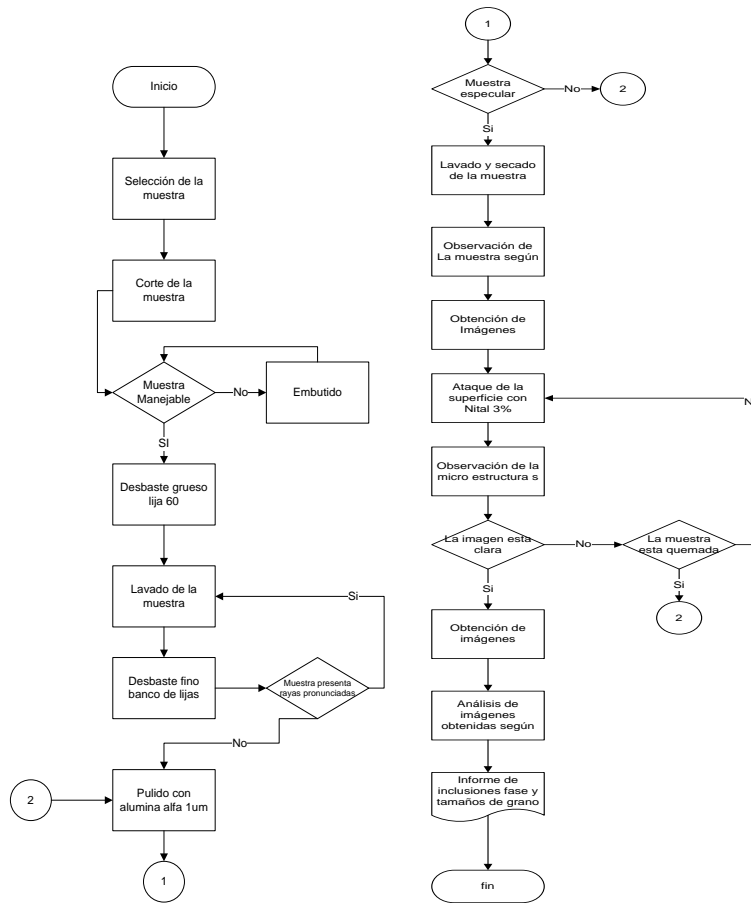 Inicio
Selección de la
muestra
Corte de la
muestra
Muestra
Manejable
No
Embutido
SI
Desbaste grueso
lija 60
Lavado de la
muestra
Si
Desbaste fino
banco de lijas
Muestra presenta
rayas pronunciadas
No
2
Pulido con
alumina alfa 1um
1
1
Muestra
especular
No
2
Si
Lavado y secado
de la muestra
Observación de
La muestra según
Obtención de
Imágenes
Ataque de la
superficie con
Nital 3%
N
Observación de la
micro estructura s
La imagen esta
clara
No
La muestra
esta quemada
Si
Si
2
Obtención de
imágenes
Análisis de
imágenes
obtenidas según
Informe de
inclusiones fase y
tamaños de grano
fin